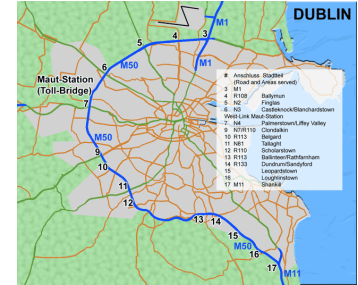 DUBLIN
M1
3
4
5
M50
M1
6
Maut-Station
(Toll-Bridge)
7
M50
9
10
11
12
13 14
15
M50
16
17
M11
# Anschluss Stadtteil
(Road and Areas served)
3 M1
4 R108 Ballymun
5 N2 Finglas
6 N3 Castleknock/Blanchardstown
West-Link Maut-Station
7 N4 Palmerstown/Liffey Valley
9 N7/R110 Clondalkin
10 R113 Belgard
11 N81 Tallaght
12 R110 Scholarstown
13 R113 Ballinteer/Rathfarnham
14 R133 Dundrum/Sandyford
15 Leopardstown
16 Loughlinstown
17 M11 Shankill